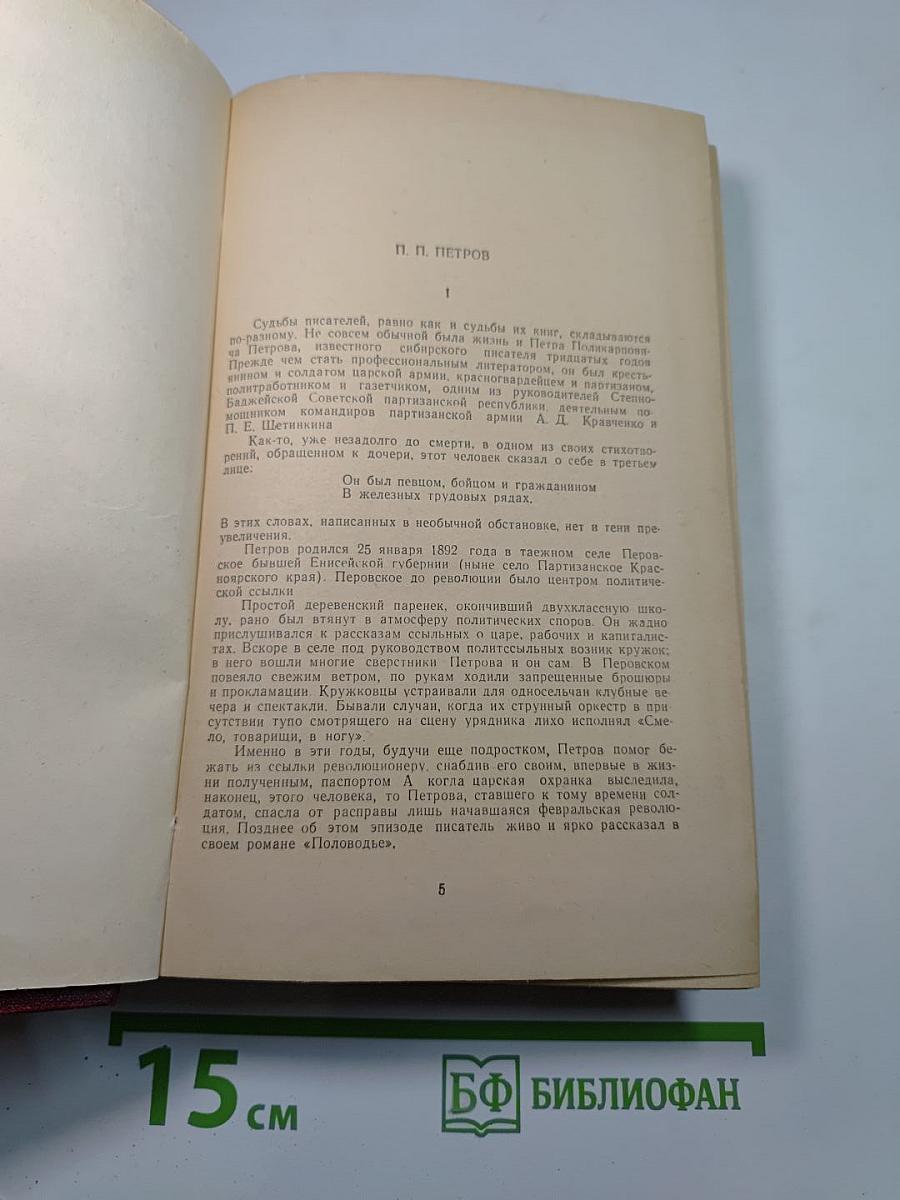 П. П. ПЕТРОВ
1
Судьбы писателей, равно как и судьбы их книг, складываются
по-разному. Не совсем обычной была жизнь и Петра Поликарпови-
ча Петрова, известного сибирского писателя тридцатых годов
Прежде чем стать профессиональным литератором, он был кресть-
янином и солдатом царской армии, красногвардейцем и партизаном,
политработником и газетчиком, одним из руководителей Степно-
Баджейской Советской партизанской республики, деятельным по-
мощником командиров партизанской армии А. Д. Кравченко и
П. Е. Щетинкина
Как-то, уже незадолго до смерти, в одном из своих стихотво-
рений, обращенном к дочери, этот человек сказал о себе в третьем
лице:
Он был певцом, бойцом и гражданином
В железных трудовых рядах.
В этих словах, написанных в необычной обстановке, нет и тени пре-
увеличения.
Петров родился 25 января 1892 года в таежном селе Перов-
ское бывшей Енисейской губернии (ныне село Партизанское Крас-
ноярского края). Перовское до революции было центром политиче-
ской ссылки
Простой деревенский паренек, окончивший двухклассную шко-
лу, рано был втянут в атмосферу политических споров. Он жадно
прислушивался к рассказам ссыльных о царе, рабочих и капиталис-
тах. Вскоре в селе под руководством политссыльных возник кружок;
в него вошли многие сверстники Петрова и он сам. В Перовском
повеяло свежим ветром, по рукам ходили запрещенные брошюры
и прокламации. Кружковцы устраивали для односельчан клубные ве-
чера и спектакли. Бывали случаи, когда их струнный оркестр в при-
сутствии тупо смотрящего на сцену урядника лихо исполнял «Сме-
ло, товарищи, в ногу».
Именно в эти годы, будучи еще подростком, Петров помог бе-
жать из ссылки революционеру, снабдив его своим, впервые в жиз-
ни полученным, паспортом А когда царская охранка выследила,
наконец, этого человека, то Петрова, ставшего к тому времени сол-
датом, спасла от расправы лишь начавшаяся февральская револю-
ция. Позднее об этом эпизоде писатель живо и ярко рассказал в
своем романе «Половодье».
5
15 см
БФ БИБЛИОФАН